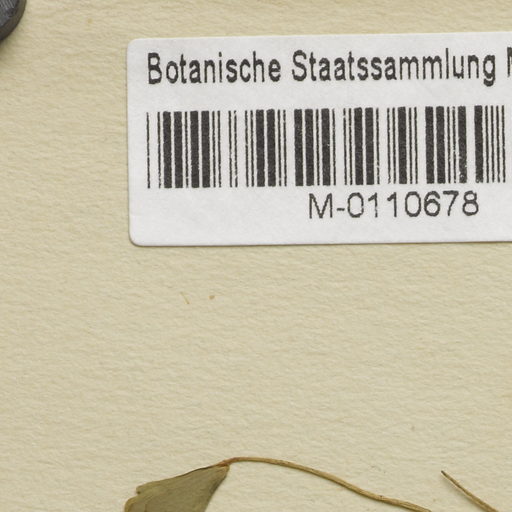 Botanische Staatssammlung
M-0110678